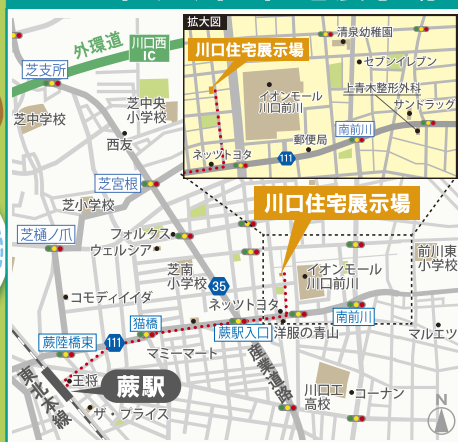 拡大図
清泉幼稚園
川口住宅展示場
セブンイレブン
イオンモール
川口前川
上青木整形外科
サンドラッグ
郵便局
南前川
ネッツトヨタ
111
外環道
川口西
IC
芝支所
芝中学校
芝中央
小学校
西友
芝宮根
芝小学校
川口住宅展示場
芝樋ノ爪
フォルクス
ウェルシア
前川東
小学校
芝南
小学校
35
イオンモール
川口前川
コモディイイダ
ネッツトヨタ
猫橋
蕨駅入口
洋服の青山
南前川
蕨陸橋東
111
マミーマート
マルエツ
産業道路
王将
蕨駅
東北本線
川口工
高校
コーナン
ザ・プライス
N